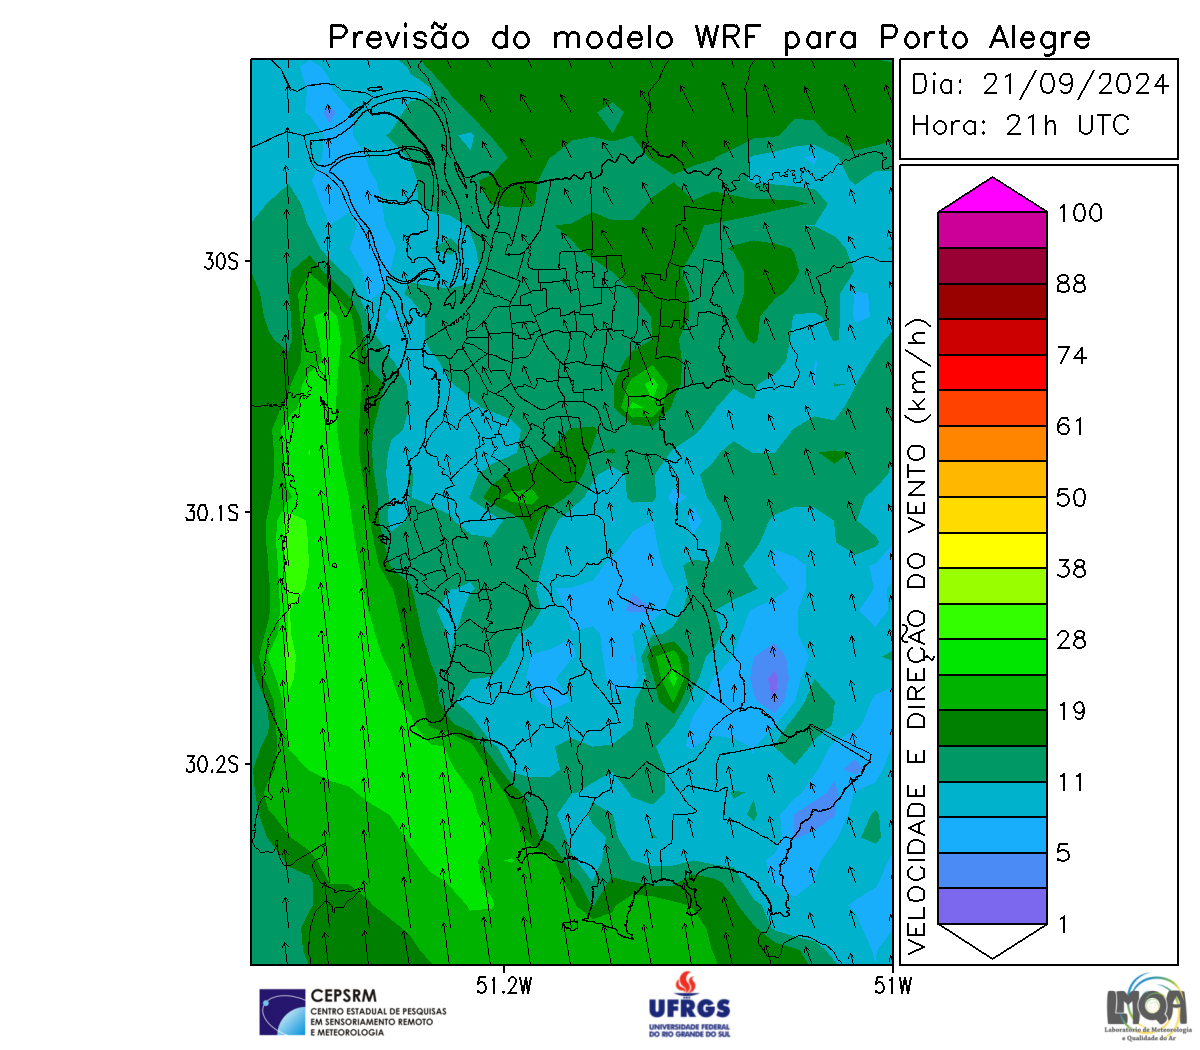 Previsão do modelo WRF para Porto Alegre
Dia: 21/09/2024
Hora: 21h UTC
30S
30.1S
30.2S
51.2W
51W
VELOCIDADE E DIREÇÃO DO VENTO (km/h)
100
88
74
61
50
38
28
19
11
5
1
CEPSRM
CENTRO ESTADUAL DE PESQUISAS
EM SENSORIAMENTO REMOTO
E METEOROLOGIA
UFRGS
UNIVERSIDADE FEDERAL
DO RIO GRANDE DO SUL
LMQA
Laboratório de Meteorologia
e Qualidade do Ar